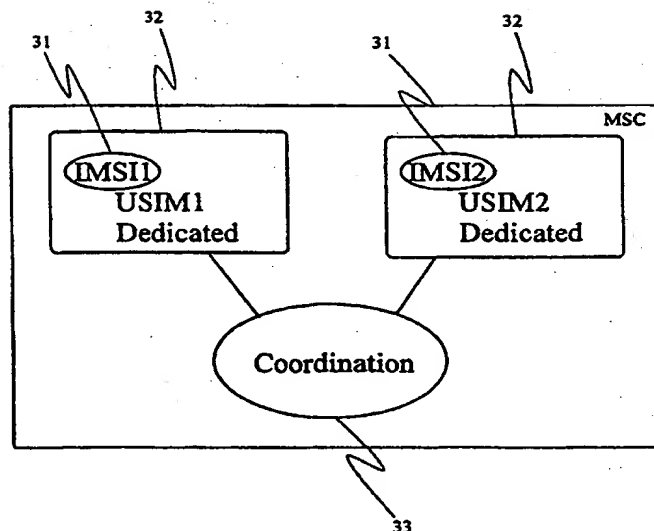 31
32
31
32
MSC
IMSI1
USIM1
Dedicated
IMSI2
USIM2
Dedicated
Coordination
33